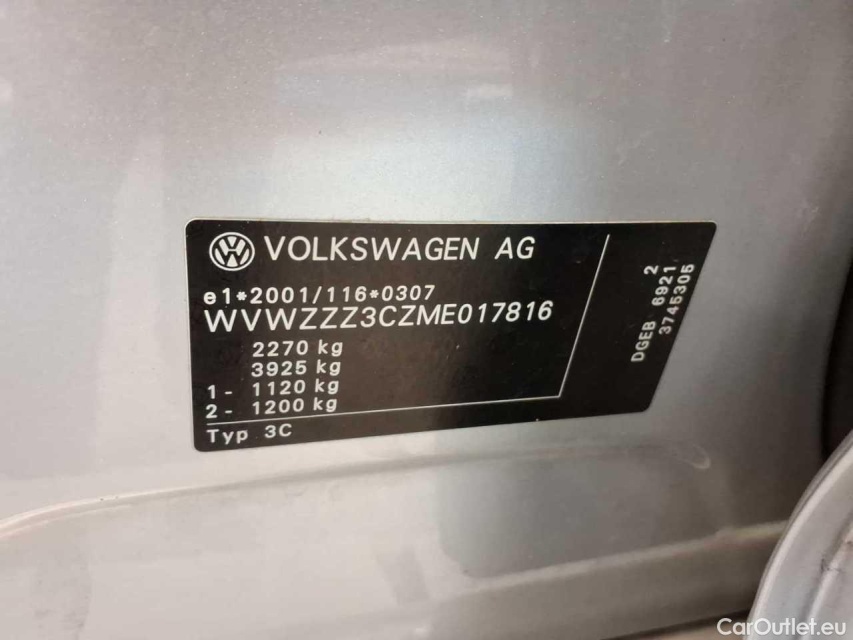 VOLKSWAGEN AG
e1*2001/116*0307
WVWZZZ3CZME017816
2270 kg
3925 kg
1- 1120 kg
2- 1200 kg
Typ 3C
2
DGEB 6921
3745305
CarOutlet.eu